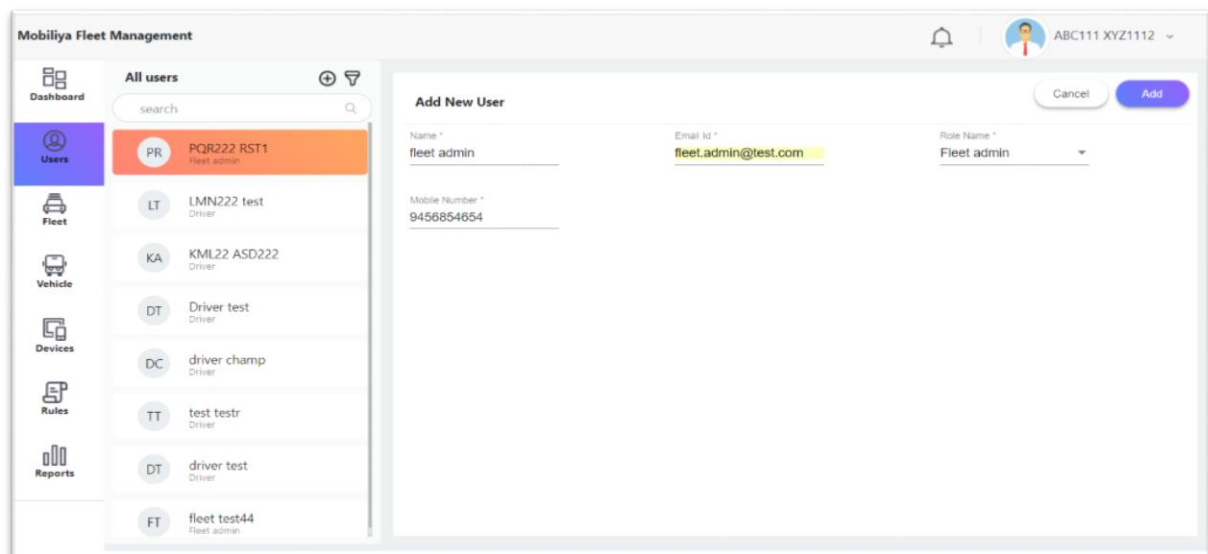 Mobiliya Fleet Management
ABC111 XYZ1112
Dashboard
Users
Fleet
Vehicle
Devices
Rules
Reports
All users
search
PR
PQR222 RST1
Fleet admin
LT
LMN222 test
Driver
KA
KML22 ASD222
Driver
DT
Driver test
Driver
DC
driver champ
Driver
TT
test testr
Driver
DT
driver test
Driver
FT
fleet test44
Fleet admin
Add New User
Cancel
Add
Name *
fleet admin
Email Id *
fleet.admin@test.com
Role Name *
Fleet admin
Mobile Number *
9456854654